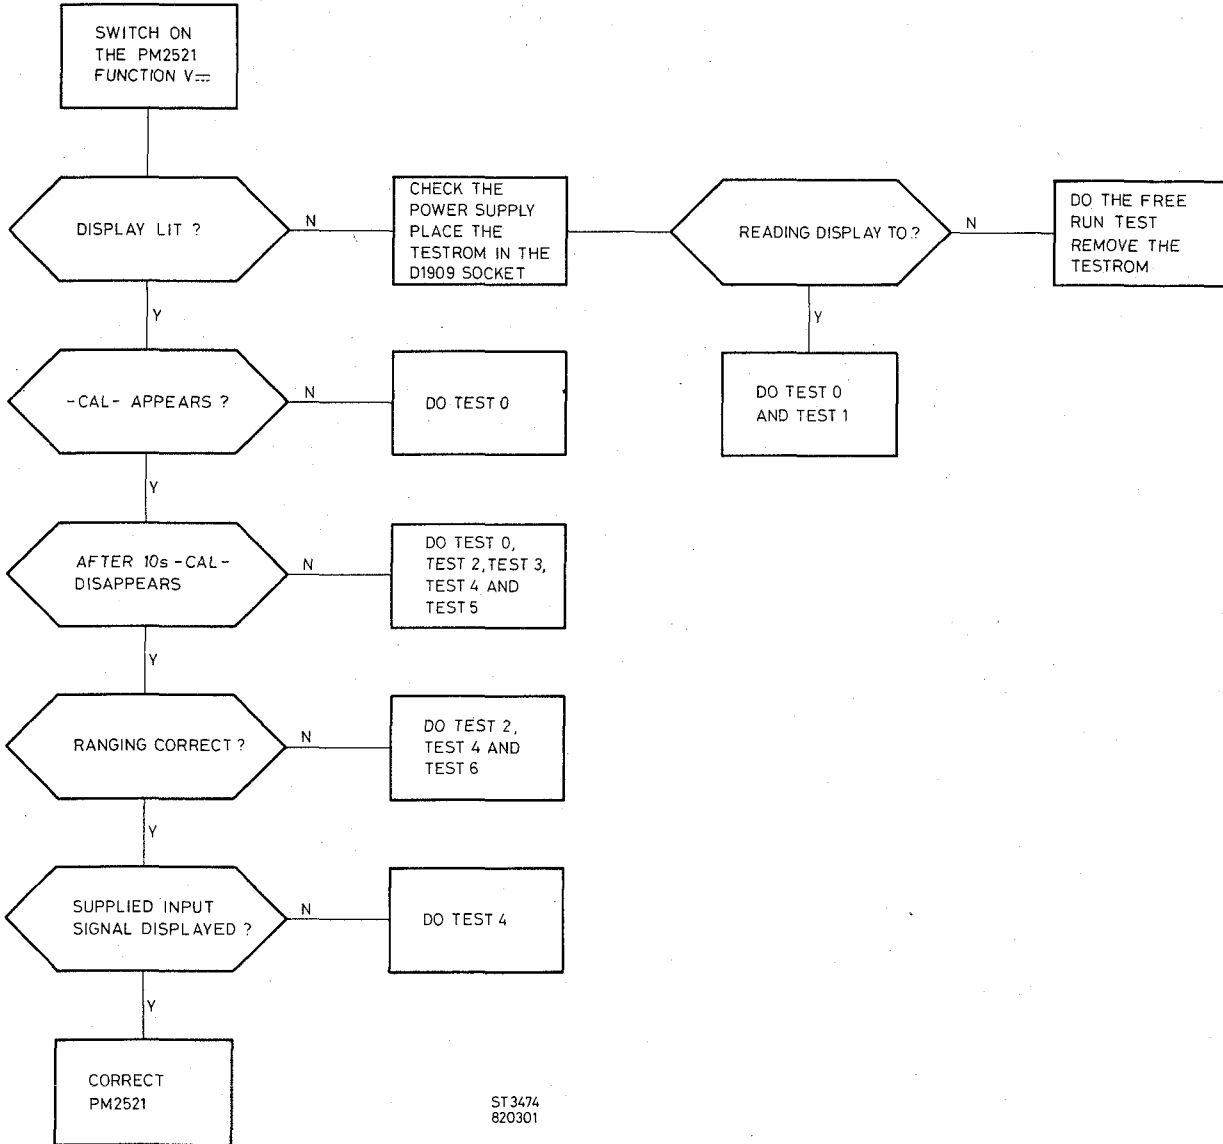 SWITCH ON
THE PM2521
FUNCTION V⎓
DISPLAY LIT ?
N
CHECK THE
POWER SUPPLY
PLACE THE
TESTROM IN THE
D1909 SOCKET
READING DISPLAY TO.?
N
DO THE FREE
RUN TEST
REMOVE THE
TESTROM
Y
Y
-CAL- APPEARS ?
N
DO TEST 0
DO TEST 0
AND TEST 1
Y
AFTER 10s -CAL-
DISAPPEARS
N
DO TEST 0,
TEST 2,TEST 3,
TEST 4 AND
TEST 5
Y
RANGING CORRECT ?
N
DO TEST 2,
TEST 4 AND
TEST 6
Y
SUPPLIED INPUT
SIGNAL DISPLAYED ?
N
DO TEST 4
Y
CORRECT
PM2521
ST3474
820301